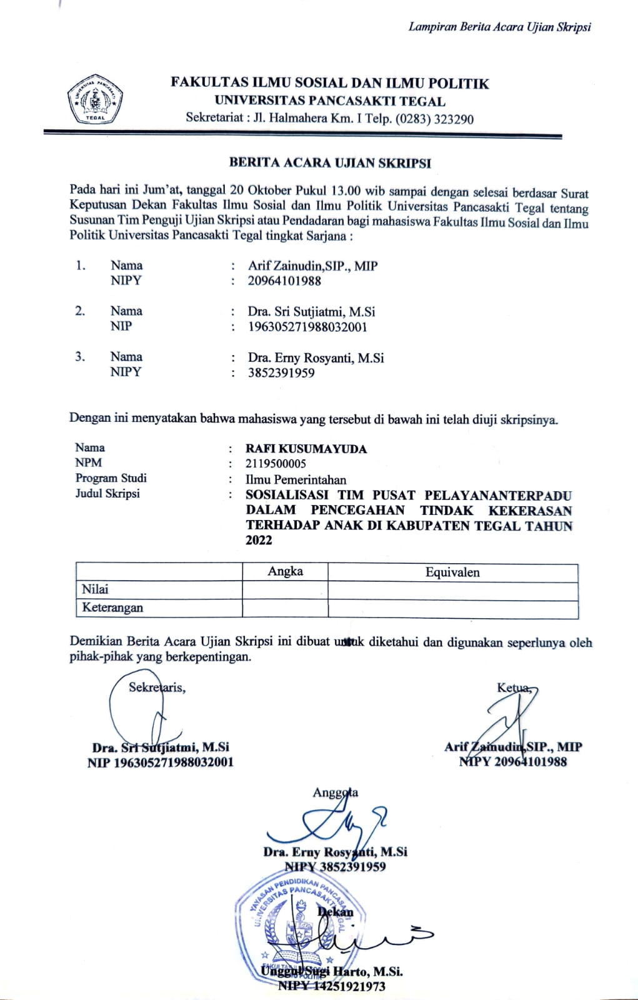 Lampiran Berita Acara Ujian Skripsi
UNIVERSITAS PANCASAKTI
TEGAL
FAKULTAS ILMU SOSIAL DAN ILMU POLITIK
UNIVERSITAS PANCASAKTI TEGAL
Sekretariat : Jl. Halmahera Km. I Telp. (0283) 323290
BERITA ACARA UJIAN SKRIPSI
Pada hari ini Jum'at, tanggal 20 Oktober Pukul 13.00 wib sampai dengan selesai berdasar Surat
Keputusan Dekan Fakultas Ilmu Sosial dan Ilmu Politik Universitas Pancasakti Tegal tentang
Susunan Tim Penguji Ujian Skripsi atau Pendadaran bagi mahasiswa Fakultas Ilmu Sosial dan Ilmu
Politik Universitas Pancasakti Tegal tingkat Sarjana :
1. Nama : Arif Zainudin,SIP., MIP
NIPY : 20964101988
2. Nama : Dra. Sri Sutjiatmi, M.Si
NIP : 196305271988032001
3. Nama : Dra. Erny Rosyanti, M.Si
NIPY : 3852391959
Dengan ini menyatakan bahwa mahasiswa yang tersebut di bawah ini telah diuji skripsinya.
Nama : RAFI KUSUMAYUDA
NPM : 2119500005
Program Studi : Ilmu Pemerintahan
Judul Skripsi : SOSIALISASI TIM PUSAT PELAYANANTERPADU
DALAM PENCEGAHAN TINDAK KEKERASAN
TERHADAP ANAK DI KABUPATEN TEGAL TAHUN
2022
Angka Equivalen
Nilai
Keterangan
Demikian Berita Acara Ujian Skripsi ini dibuat untuk diketahui dan digunakan seperlunya oleh
pihak-pihak yang berkepentingan.
Sekretaris, Ketua,
Dra. Sri Sutjiatmi, M.Si Arif Zainudin,SIP., MIP
NIP 196305271988032001 NIPY 20964101988
Anggota
Dra. Erny Rosyanti, M.Si
NIPY 3852391959
YAYASAN PENDIDIKAN PANCASAKTI
UNIVERSITAS PANCASAKTI TEGAL
Dekan
FAKULTAS ILMU SOSIAL
ILMU POLITIK
Unggul Sugi Harto, M.Si.
NIPY 14251921973